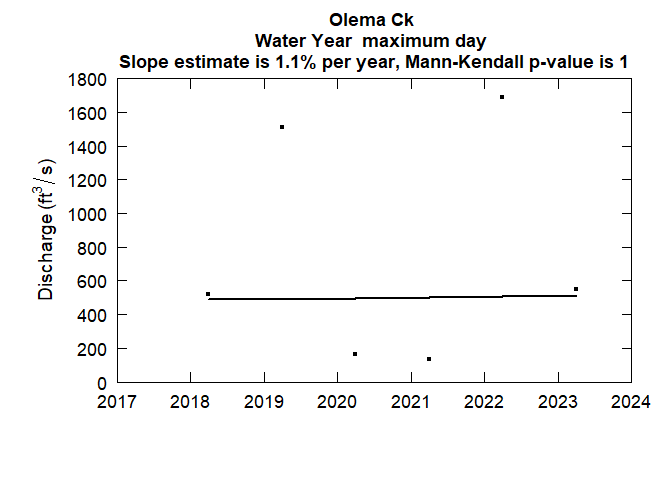 Olema Ck
Water Year  maximum day
Slope estimate is 1.1% per year, Mann-Kendall p-value is 1
Discharge (ft³/s)
1800
1600
1400
1200
1000
800
600
400
200
0
2017 2018 2019 2020 2021 2022 2023 2024